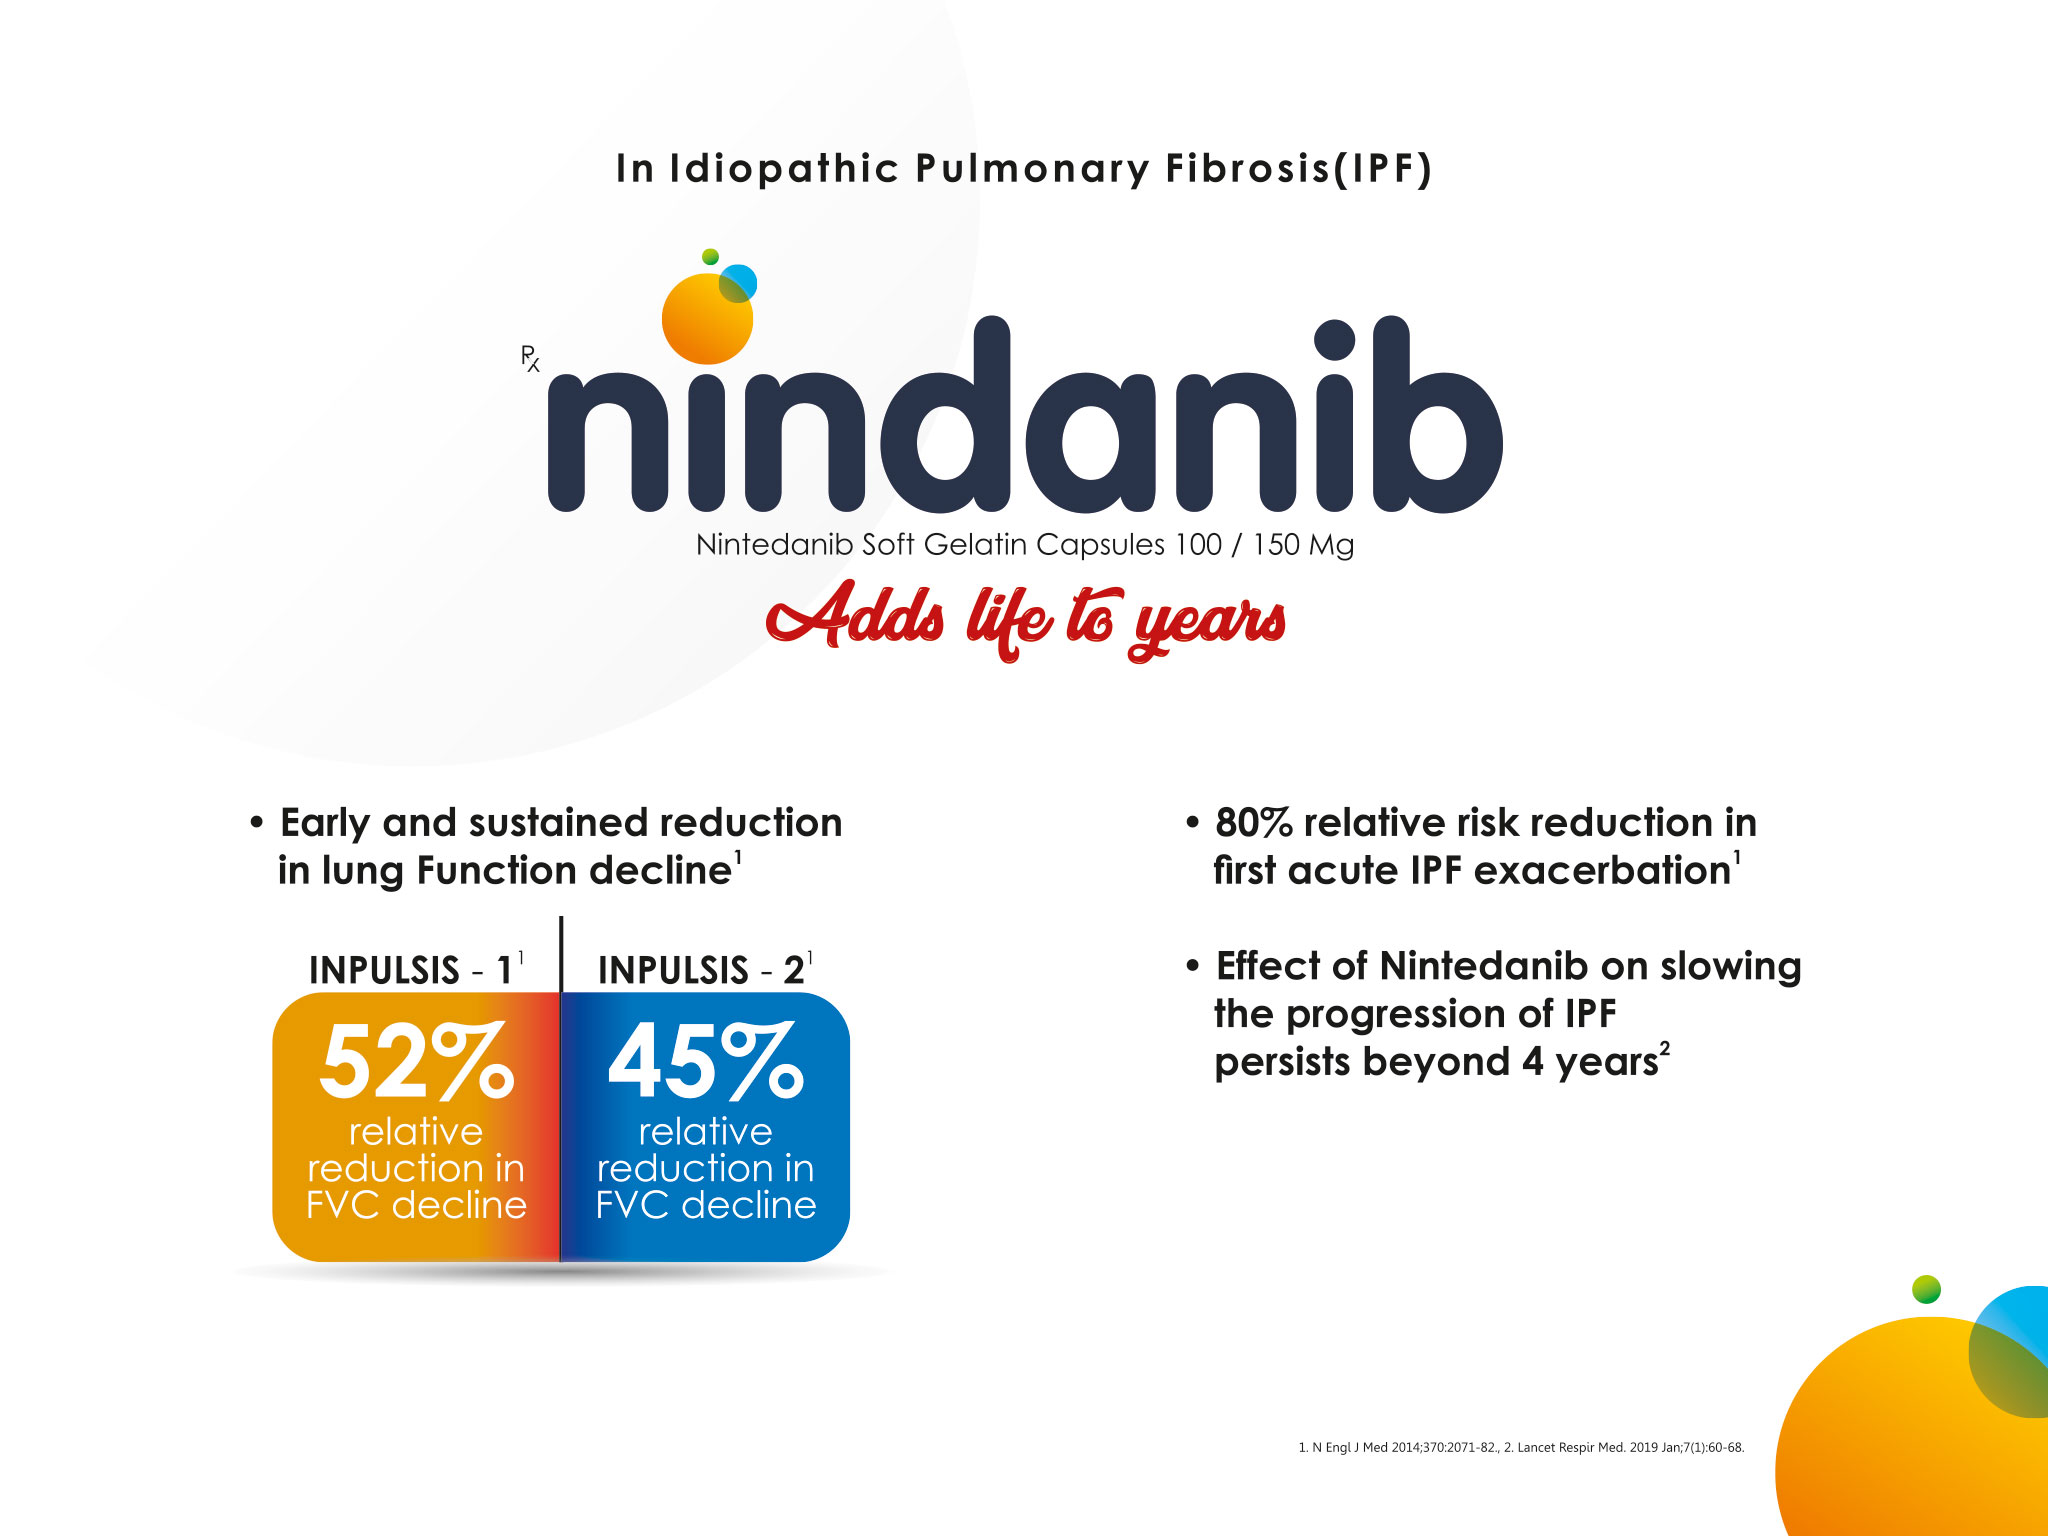 In Idiopathic Pulmonary Fibrosis(IPF)
Rx
nindanib
Nintedanib Soft Gelatin Capsules 100 / 150 Mg
Adds life to years
• Early and sustained reduction
in lung Function decline¹
INPULSIS - 1¹
52%
relative
reduction in
FVC decline
INPULSIS - 2¹
45%
relative
reduction in
FVC decline
• 80% relative risk reduction in
first acute IPF exacerbation¹
• Effect of Nintedanib on slowing
the progression of IPF
persists beyond 4 years²
1. N Engl J Med 2014;370:2071-82., 2. Lancet Respir Med. 2019 Jan;7(1):60-68.